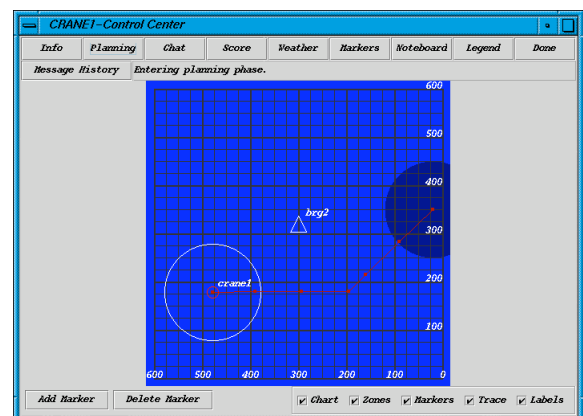 CRANE1-Control Center
Info Planning Chat Score Weather Markers Noteboard Legend Done
Message History Entering planning phase.
600
500
400
brg2
300
crane1
200
100
600 500 400 300 200 100 0
Add Marker Delete Marker Chart Zones Markers Trace Labels